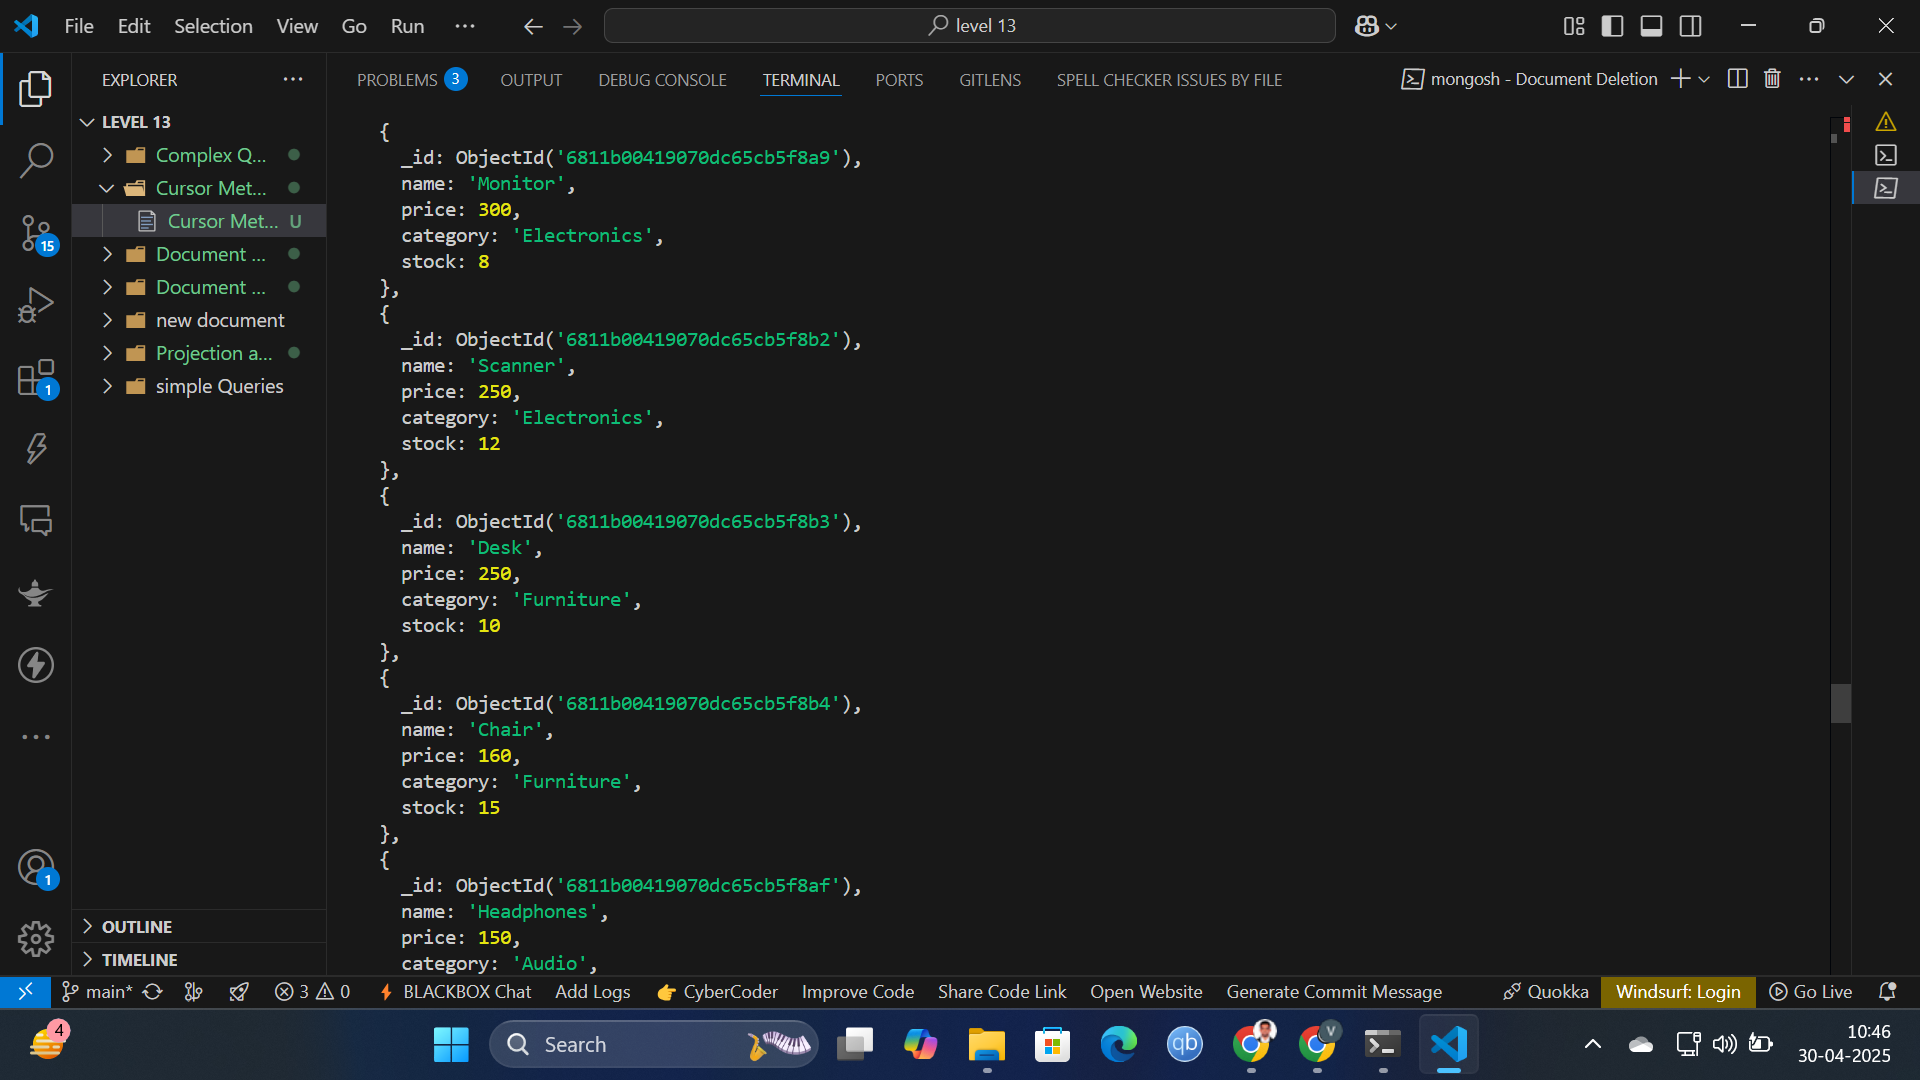 File Edit Selection View Go Run ···
level 13
EXPLORER ···
LEVEL 13
Complex Q...
Cursor Met...
Cursor Met... U
Document ...
Document ...
new document
Projection a...
simple Queries
OUTLINE
TIMELINE
15
1
1
PROBLEMS 3 OUTPUT DEBUG CONSOLE TERMINAL PORTS GITLENS SPELL CHECKER ISSUES BY FILE
mongosh - Document Deletion
{
_id: ObjectId('6811b00419070dc65cb5f8a9'),
name: 'Monitor',
price: 300,
category: 'Electronics',
stock: 8
},
{
_id: ObjectId('6811b00419070dc65cb5f8b2'),
name: 'Scanner',
price: 250,
category: 'Electronics',
stock: 12
},
{
_id: ObjectId('6811b00419070dc65cb5f8b3'),
name: 'Desk',
price: 250,
category: 'Furniture',
stock: 10
},
{
_id: ObjectId('6811b00419070dc65cb5f8b4'),
name: 'Chair',
price: 160,
category: 'Furniture',
stock: 15
},
{
_id: ObjectId('6811b00419070dc65cb5f8af'),
name: 'Headphones',
price: 150,
category: 'Audio',
main* 3 0 BLACKBOX Chat Add Logs CyberCoder Improve Code Share Code Link Open Website Generate Commit Message Quokka Windsurf: Login Go Live
4
Search
qb
V
10:46
30-04-2025